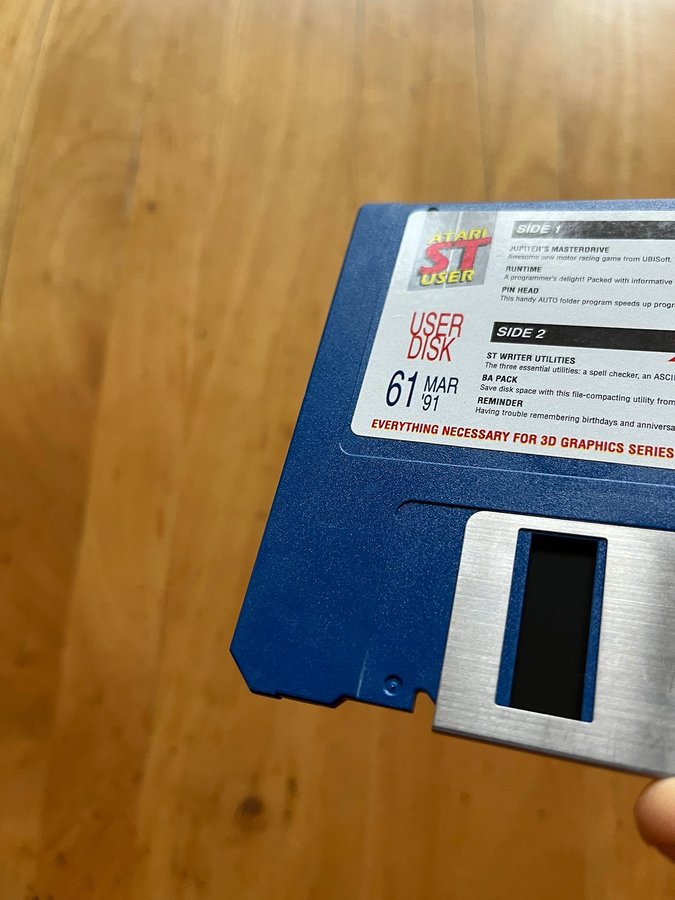 ATARI
ST
USER
USER
DISK
61 MAR
'91
SIDE 1
JUPITER'S MASTERDRIVE
Awesome new motor racing game from UBISoft.
RUNTIME
A programmer's delight! Packed with informative
PIN HEAD
This handy AUTO folder program speeds up
SIDE 2
ST WRITER UTILITIES
The three essential utilities: a spell checker, an
BA PACK
Save disk space with this file-compacting utility from
REMINDER
Having trouble remembering birthdays and
EVERYTHING NECESSARY FOR 3D GRAPHICS SERIES